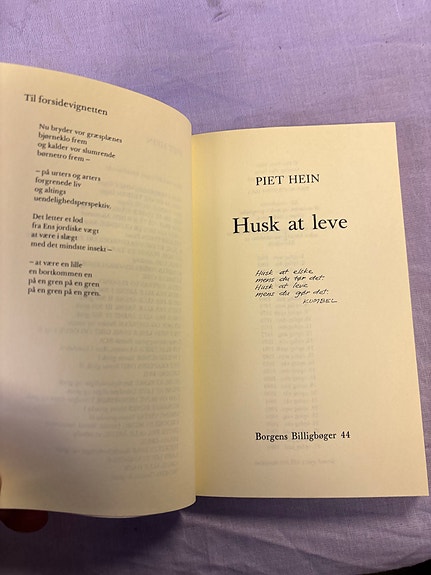 Til forsidevignetten
Nu bryder vor græsplænes
bjørneklo frem
og kalder vor slumrende
børnetro frem –
– på urters og arters
forgrenede liv
og altings
uendelighedsperspektiv.
Det letter et lod
fra Ens jordiske vægt
at være i slægt
med det mindste insekt –
– at være en lille
en bortkommen en
på en gren på en gren
på en gren på en gren.
PIET HEIN
Husk at leve
Husk at elske
mens du tør det:
Husk at leve
mens du gør det:
KUMBEL
Borgens Billigbøger 44